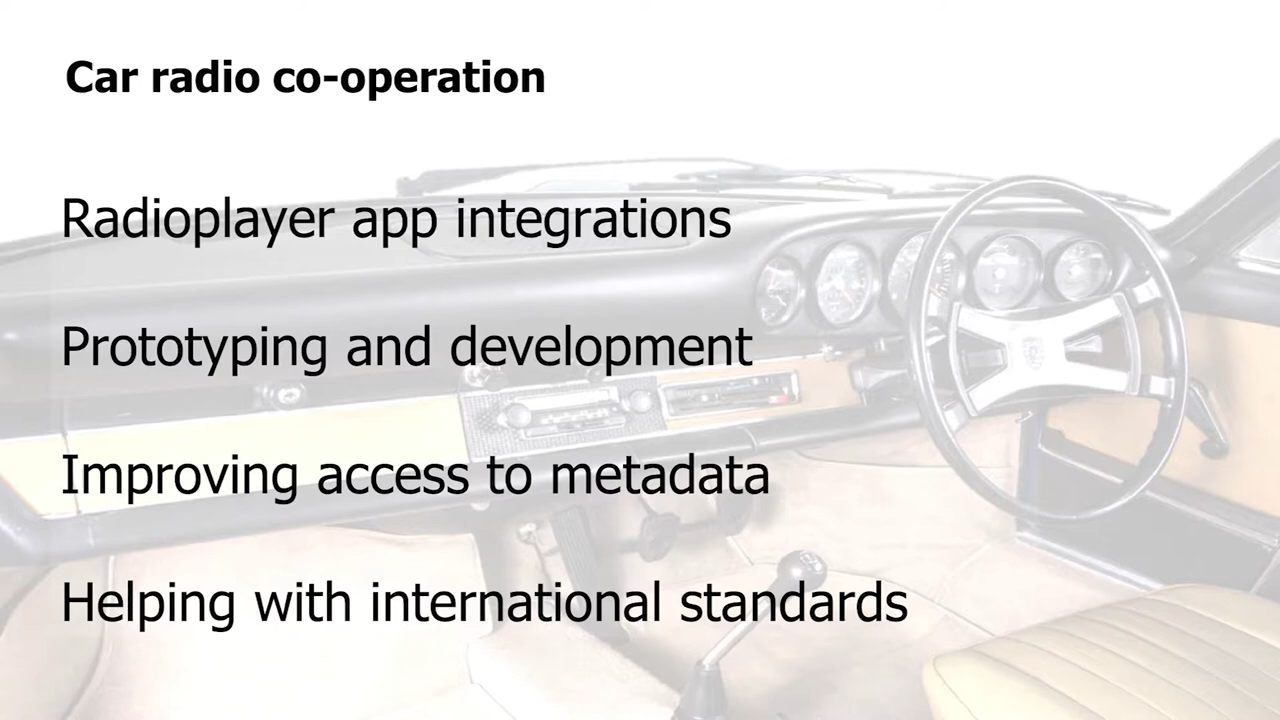 Car radio co-operation
Radioplayer app integrations
Prototyping and development
Improving access to metadata
Helping with international standards